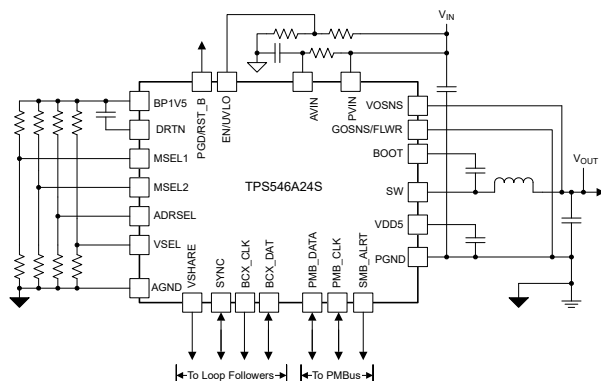 VIN
PGD/RST_B
EN/UVLO
AVIN
PVIN
BP1V5
DRTN
MSEL1
MSEL2
ADRSEL
VSEL
AGND
TPS546A24S
VOSNS
GOSNS/FLWR
BOOT
SW
VDD5
PGND
VOUT
VSHARE
SYNC
BCX_CLK
BCX_DAT
PMB_DATA
PMB_CLK
SMB_ALRT
To Loop Followers
To PMBus